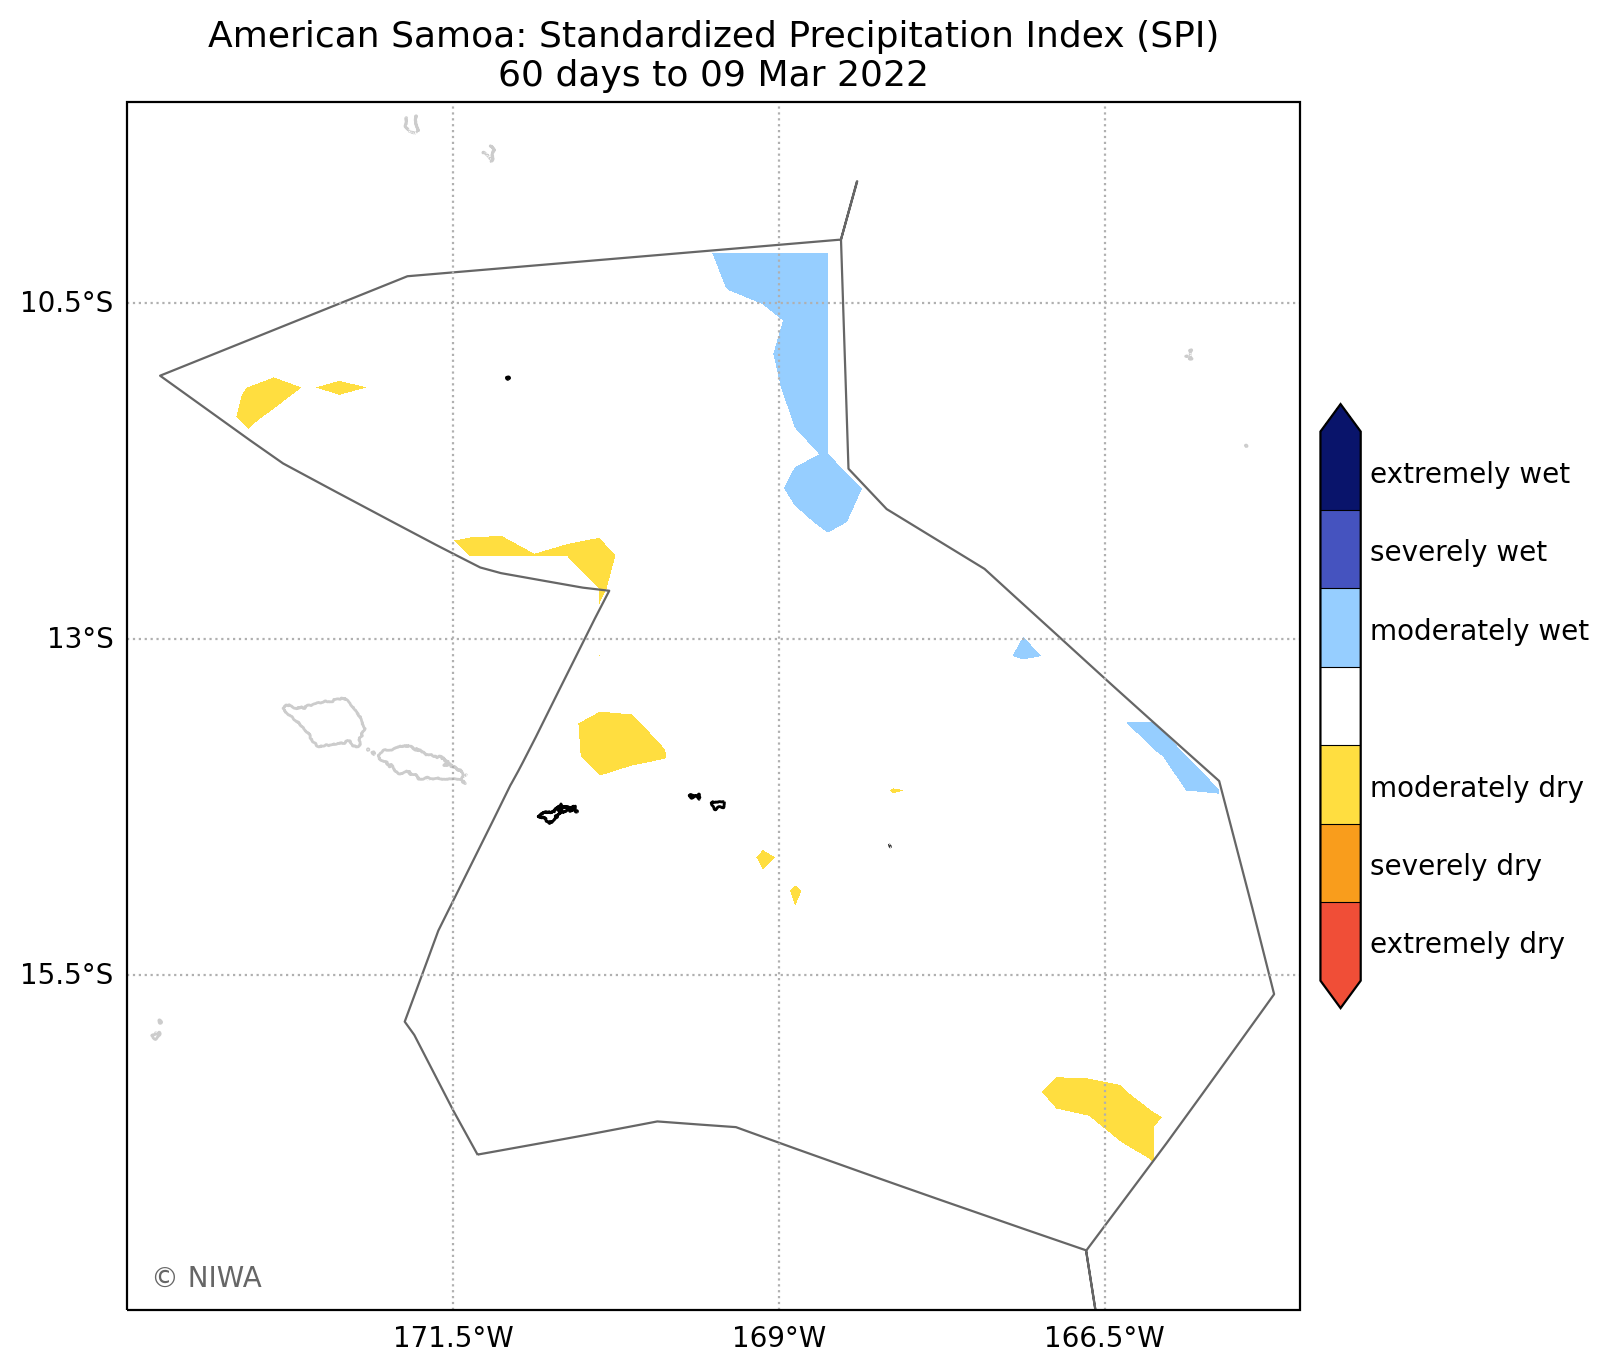 American Samoa: Standardized Precipitation Index (SPI)
60 days to 09 Mar 2022
10.5°S
13°S
15.5°S
171.5°W
169°W
166.5°W
extremely wet
severely wet
moderately wet
moderately dry
severely dry
extremely dry
© NIWA